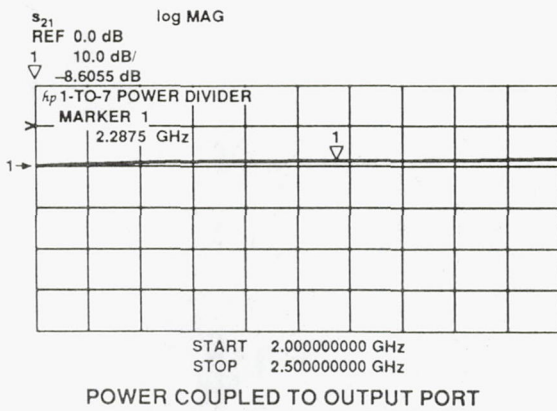 S21 log MAG
REF 0.0 dB
1 10.0 dB/
-8.6055 dB
hp 1-TO-7 POWER DIVIDER
MARKER 1
2.2875 GHz
1
1
START 2.000000000 GHz
STOP 2.500000000 GHz
POWER COUPLED TO OUTPUT PORT